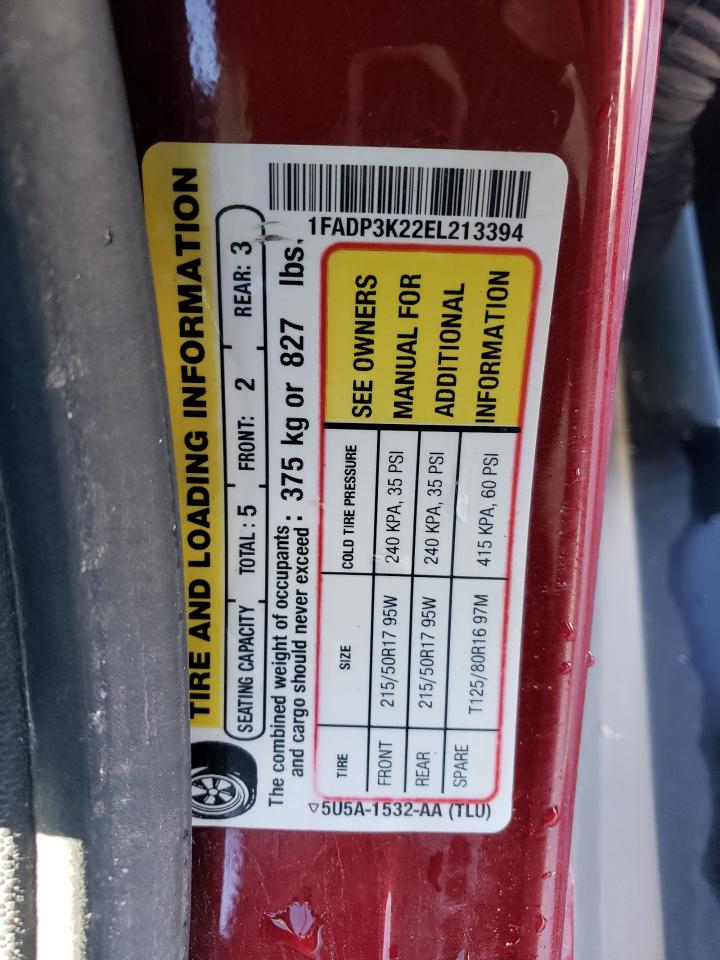 TIRE AND LOADING INFORMATION
SEATING CAPACITY TOTAL : 5 FRONT: 2 REAR: 3
The combined weight of occupants
and cargo should never exceed : 375 kg or 827 lbs.
1FADP3K22EL213394
TIRE SIZE COLD TIRE PRESSURE
FRONT 215/50R17 95W 240 KPA, 35 PSI
REAR 215/50R17 95W 240 KPA, 35 PSI
SPARE T125/80R16 97M 415 KPA, 60 PSI
SEE OWNERS
MANUAL FOR
ADDITIONAL
INFORMATION
▽5U5A-1532-AA (TLU)